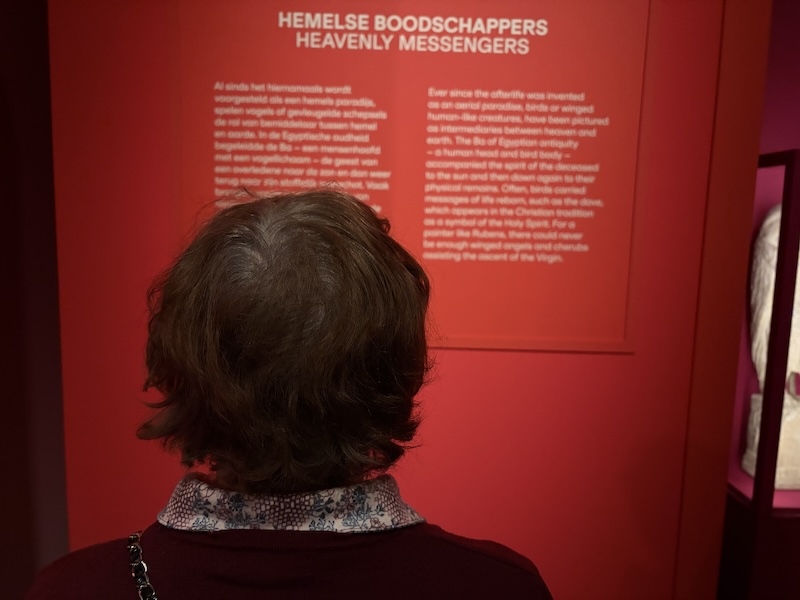 HEMELSE BOODSCHAPPERS
HEAVENLY MESSENGERS
Al sinds het hiernamaals wordt
voorgesteld als een hemels paradijs,
spelen vogels of gevleugelde schepsels
de rol van bemiddelaar tussen hemel
en aarde. In de Egyptische oudheid
begeleidde de Ba – een mensenhoofd
met een vogellichaam – de geest van
een overledene naar de zon en dan weer
terug naar de stoffelijk overschot. Vaak
Ever since the afterlife was invented
as an aerial paradise, birds or winged
human-like creatures, have been pictured
as intermediaries between heaven and
earth. The Ba of Egyptian antiquity
– a human head and bird body –
accompanied the spirit of the deceased
to the sun and then down again to their
physical remains. Often, birds carried
messages of life reborn, such as the dove,
which appears in the Christian tradition
as a symbol of the Holy Spirit. For a
painter like Rubens, there could never
be enough winged angels and cherubs
assisting the ascent of the Virgin.